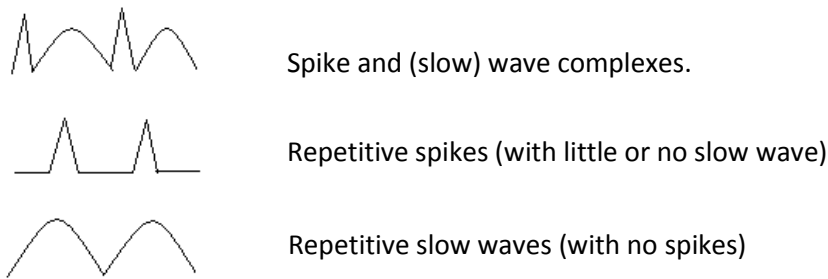 Spike and (slow) wave complexes.
Repetitive spikes (with little or no slow wave)
Repetitive slow waves (with no spikes)